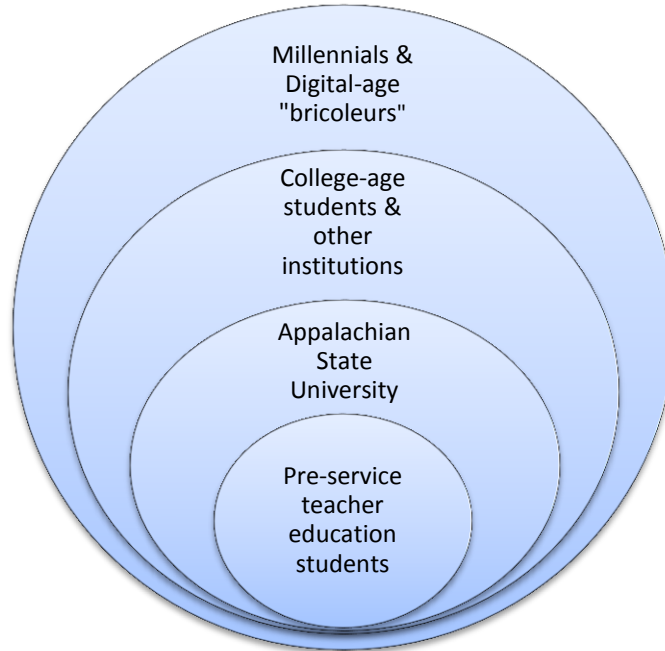 Millennials &
Digital-age
"bricoleurs"
College-age
students &
other
institutions
Appalachian
State
University
Pre-service
teacher
education
students